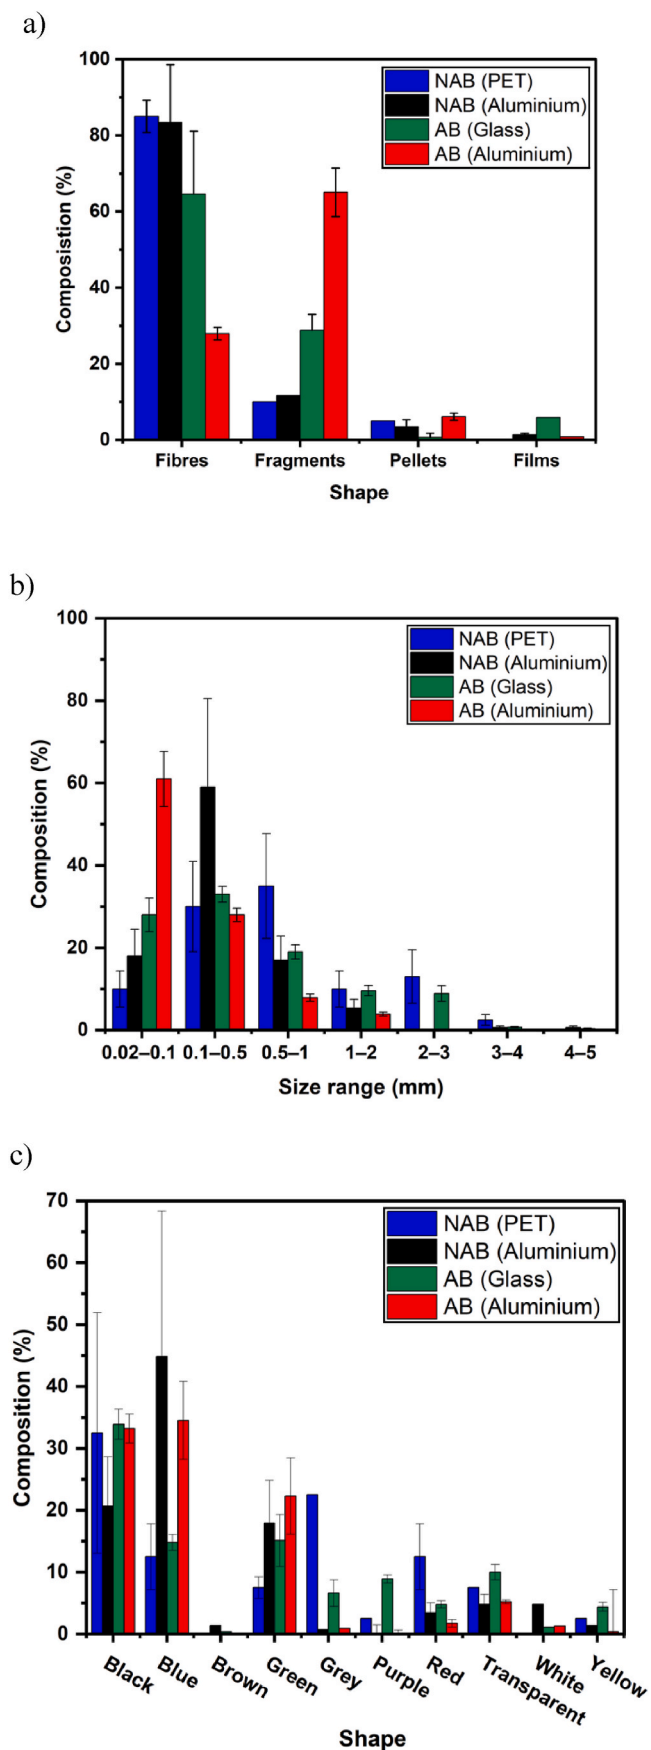 a)
100
80
60
40
20
0
Composistion (%)
NAB (PET)
NAB (Aluminium)
AB (Glass)
AB (Aluminium)
Fibres Fragments Pellets Films
Shape
b)
100
80
60
40
20
0
Composition (%)
NAB (PET)
NAB (Aluminium)
AB (Glass)
AB (Aluminium)
0.02–0.1 0.1–0.5 0.5–1 1–2 2–3 3–4 4–5
Size range (mm)
c)
70
60
50
40
30
20
10
0
Composition (%)
NAB (PET)
NAB (Aluminium)
AB (Glass)
AB (Aluminium)
Black Blue Brown Green Grey Purple Red Transparent White Yellow
Shape